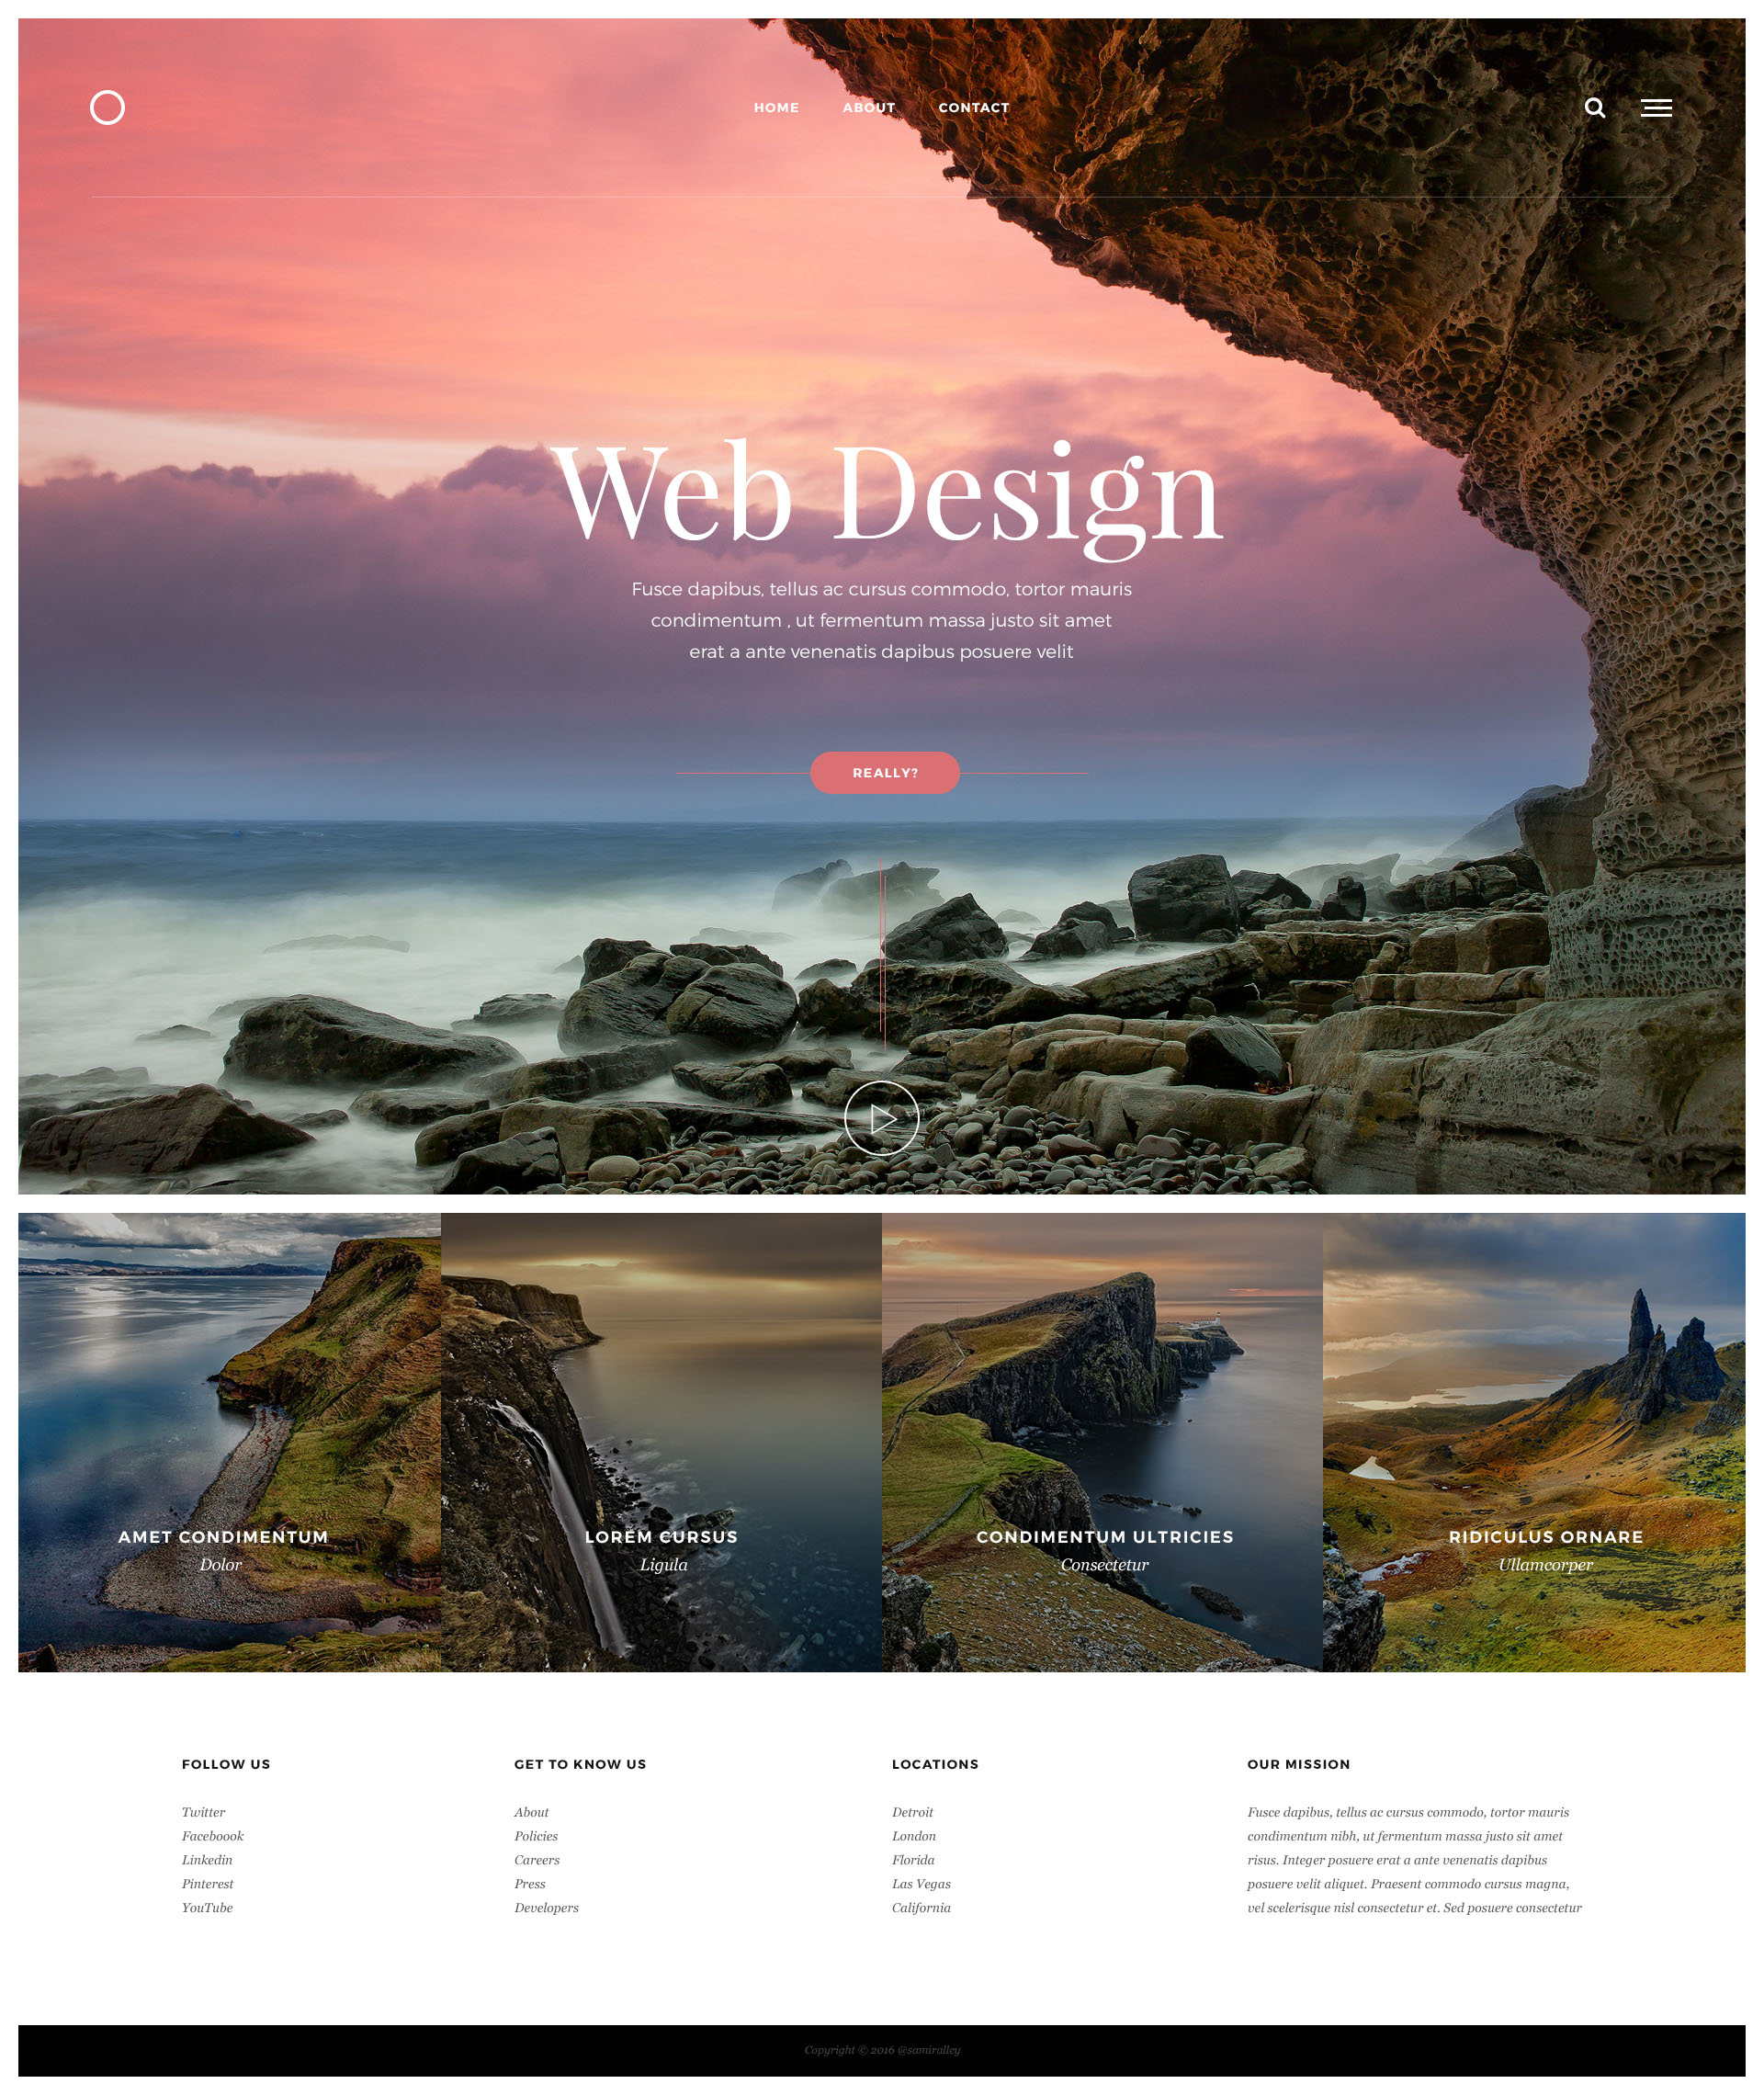 HOME ABOUT CONTACT
Web Design
Fusce dapibus, tellus ac cursus commodo, tortor mauris
condimentum , ut fermentum massa justo sit amet
erat a ante venenatis dapibus posuere velit
REALLY?
AMET CONDIMENTUM
Dolor
LOREM CURSUS
Ligula
CONDIMENTUM ULTRICIES
Consectetur
RIDICULUS ORNARE
Ullamcorper
FOLLOW US
Twitter
Faceboook
Linkedin
Pinterest
YouTube
GET TO KNOW US
About
Policies
Careers
Press
Developers
LOCATIONS
Detroit
London
Florida
Las Vegas
California
OUR MISSION
Fusce dapibus, tellus ac cursus commodo, tortor mauris
condimentum nibh, ut fermentum massa justo sit amet
risus. Integer posuere erat a ante venenatis dapibus
posuere velit aliquet. Praesent commodo cursus magna,
vel scelerisque nisl consectetur et. Sed posuere consectetur
Copyright © 2016 @samiralley